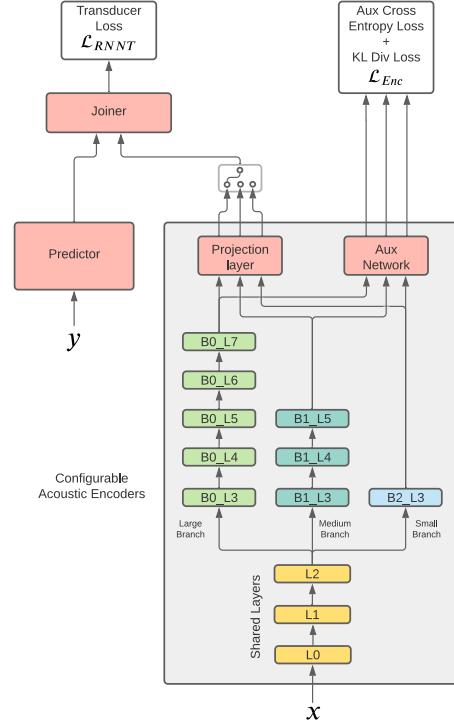 Transducer
Loss
ℒ_RNNT
Aux Cross
Entropy Loss
+
KL Div Loss
ℒ_Enc
Joiner
Predictor
Projection
layer
Aux
Network
y
B0_L7
B0_L6
B0_L5
B1_L5
B0_L4
B1_L4
Configurable
Acoustic Encoders
B0_L3
B1_L3
B2_L3
Large
Branch
Medium
Branch
Small
Branch
Shared Layers
L2
L1
L0
x